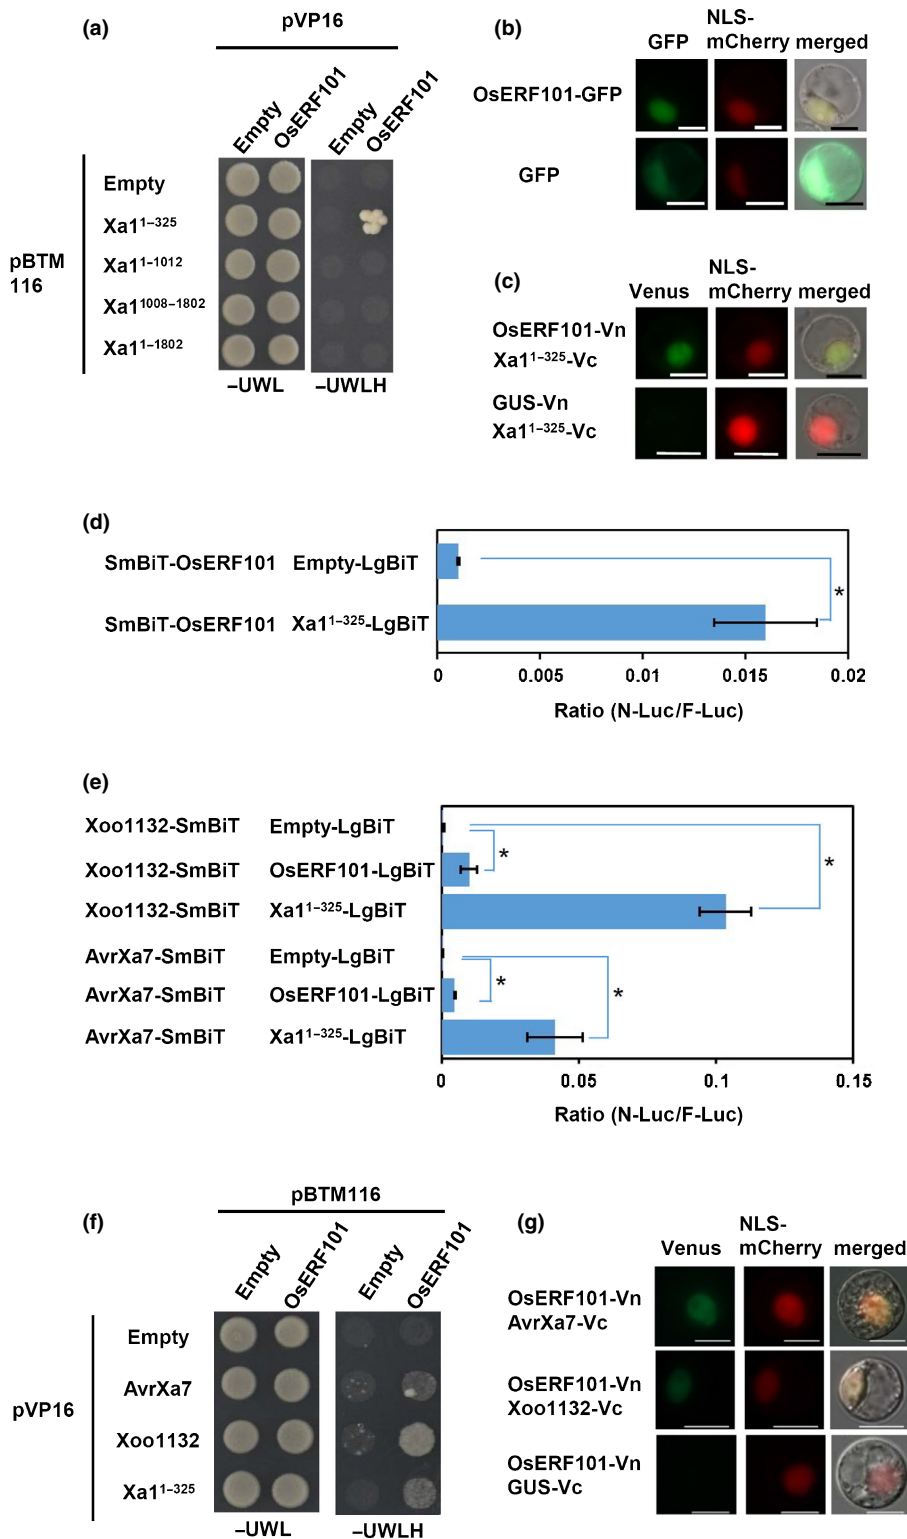 (a)
pVP16
Empty
OsERF101
Empty
OsERF101
pBTM
116
Empty
Xa1¹⁻³²⁵
Xa1¹⁻¹⁰¹²
Xa1¹⁰⁰⁸⁻¹⁸⁰²
Xa1¹⁻¹⁸⁰²
–UWL
–UWLH
(b)
GFP
NLS-
mCherry
merged
OsERF101-GFP
GFP
(c)
Venus
NLS-
mCherry
merged
OsERF101-Vn
Xa1¹⁻³²⁵-Vc
GUS-Vn
Xa1¹⁻³²⁵-Vc
(d)
SmBiT-OsERF101 Empty-LgBiT
SmBiT-OsERF101 Xa1¹⁻³²⁵-LgBiT
*
0 0.005 0.01 0.015 0.02
Ratio (N-Luc/F-Luc)
(e)
Xoo1132-SmBiT Empty-LgBiT
Xoo1132-SmBiT OsERF101-LgBiT
Xoo1132-SmBiT Xa1¹⁻³²⁵-LgBiT
AvrXa7-SmBiT Empty-LgBiT
AvrXa7-SmBiT OsERF101-LgBiT
AvrXa7-SmBiT Xa1¹⁻³²⁵-LgBiT
*
*
*
*
0 0.05 0.1 0.15
Ratio (N-Luc/F-Luc)
(f)
pBTM116
Empty
OsERF101
Empty
OsERF101
pVP16
Empty
AvrXa7
Xoo1132
Xa1¹⁻³²⁵
–UWL
–UWLH
(g)
Venus
NLS-
mCherry
merged
OsERF101-Vn
AvrXa7-Vc
OsERF101-Vn
Xoo1132-Vc
OsERF101-Vn
GUS-Vc